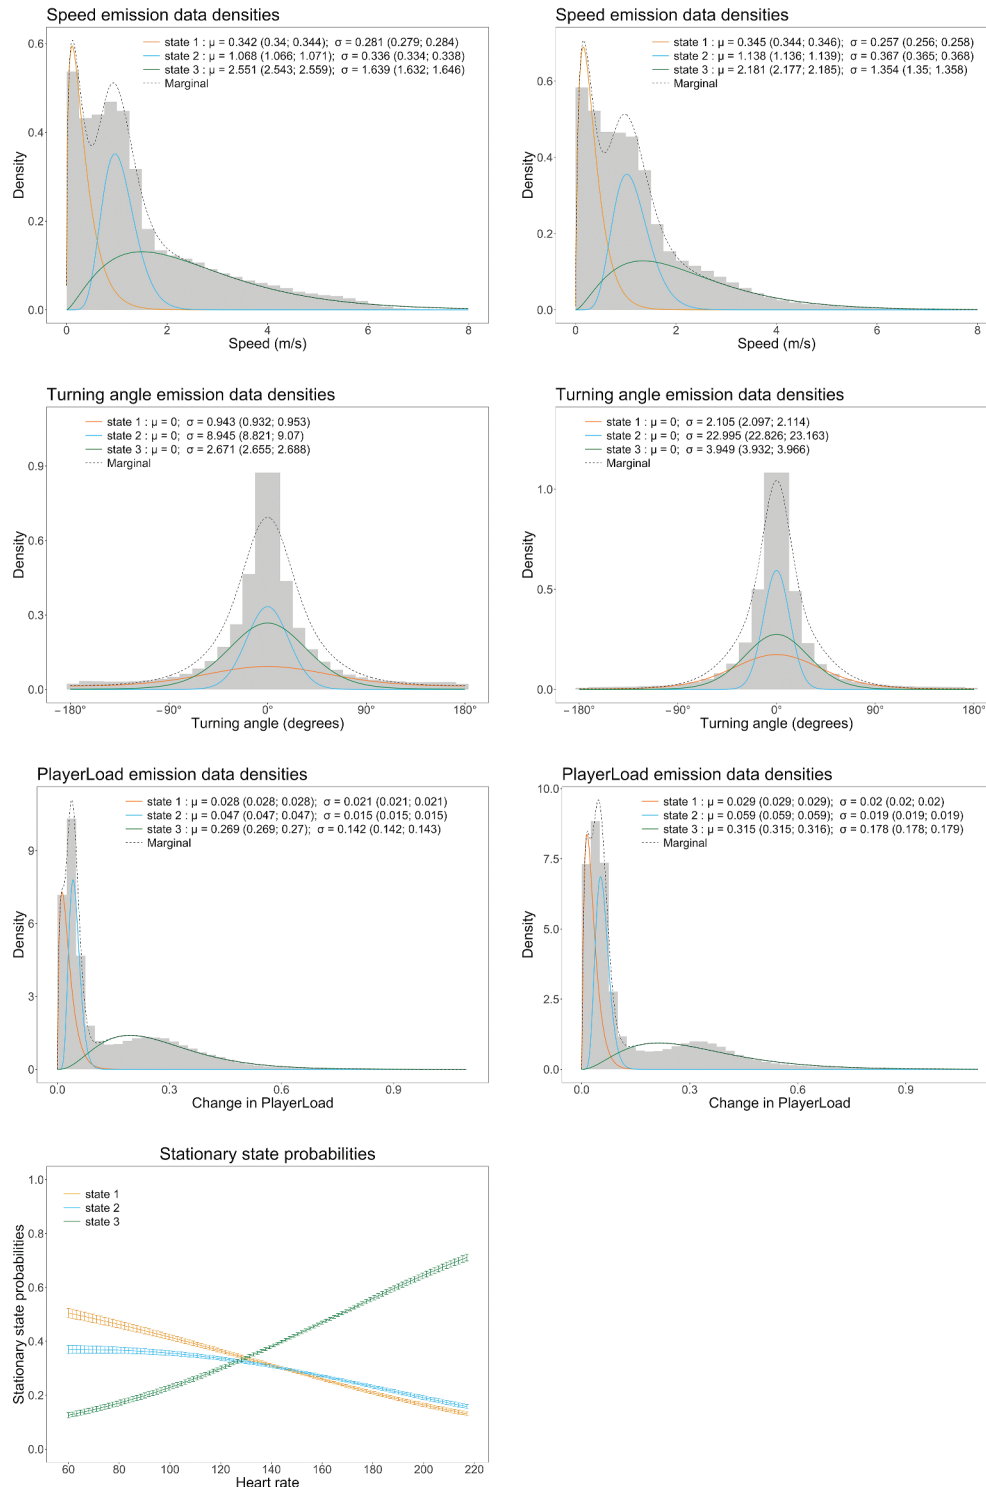 Speed emission data densities
state 1 : μ = 0.342 (0.34; 0.344); σ = 0.281 (0.279; 0.284)
state 2 : μ = 1.068 (1.066; 1.071); σ = 0.336 (0.334; 0.338)
state 3 : μ = 2.551 (2.543; 2.559); σ = 1.639 (1.632; 1.646)
Marginal
Density
0.6
0.4
0.2
0.0
0 2 4 6 8
Speed (m/s)
Speed emission data densities
state 1 : μ = 0.345 (0.344; 0.346); σ = 0.257 (0.256; 0.258)
state 2 : μ = 1.138 (1.136; 1.139); σ = 0.367 (0.365; 0.368)
state 3 : μ = 2.181 (2.177; 2.185); σ = 1.354 (1.35; 1.358)
Marginal
Density
0.6
0.4
0.2
0.0
0 2 4 6 8
Speed (m/s)
Turning angle emission data densities
state 1 : μ = 0; σ = 0.943 (0.932; 0.953)
state 2 : μ = 0; σ = 8.945 (8.821; 9.07)
state 3 : μ = 0; σ = 2.671 (2.655; 2.688)
Marginal
Density
0.9
0.6
0.3
0.0
−180° −90° 0° 90° 180°
Turning angle (degrees)
Turning angle emission data densities
state 1 : μ = 0; σ = 2.105 (2.097; 2.114)
state 2 : μ = 0; σ = 22.995 (22.826; 23.163)
state 3 : μ = 0; σ = 3.949 (3.932; 3.966)
Marginal
Density
1.0
0.5
0.0
−180° −90° 0° 90° 180°
Turning angle (degrees)
PlayerLoad emission data densities
state 1 : μ = 0.028 (0.028; 0.028); σ = 0.021 (0.021; 0.021)
state 2 : μ = 0.047 (0.047; 0.047); σ = 0.015 (0.015; 0.015)
state 3 : μ = 0.269 (0.269; 0.27); σ = 0.142 (0.142; 0.143)
Marginal
Density
9
6
3
0
0.0 0.3 0.6 0.9
Change in PlayerLoad
PlayerLoad emission data densities
state 1 : μ = 0.029 (0.029; 0.029); σ = 0.02 (0.02; 0.02)
state 2 : μ = 0.059 (0.059; 0.059); σ = 0.019 (0.019; 0.019)
state 3 : μ = 0.315 (0.315; 0.316); σ = 0.178 (0.178; 0.179)
Marginal
Density
10.0
7.5
5.0
2.5
0.0
0.0 0.3 0.6 0.9
Change in PlayerLoad
Stationary state probabilities
state 1
state 2
state 3
Stationary state probabilities
1.0
0.8
0.6
0.4
0.2
0.0
60 80 100 120 140 160 180 200 220
Heart rate